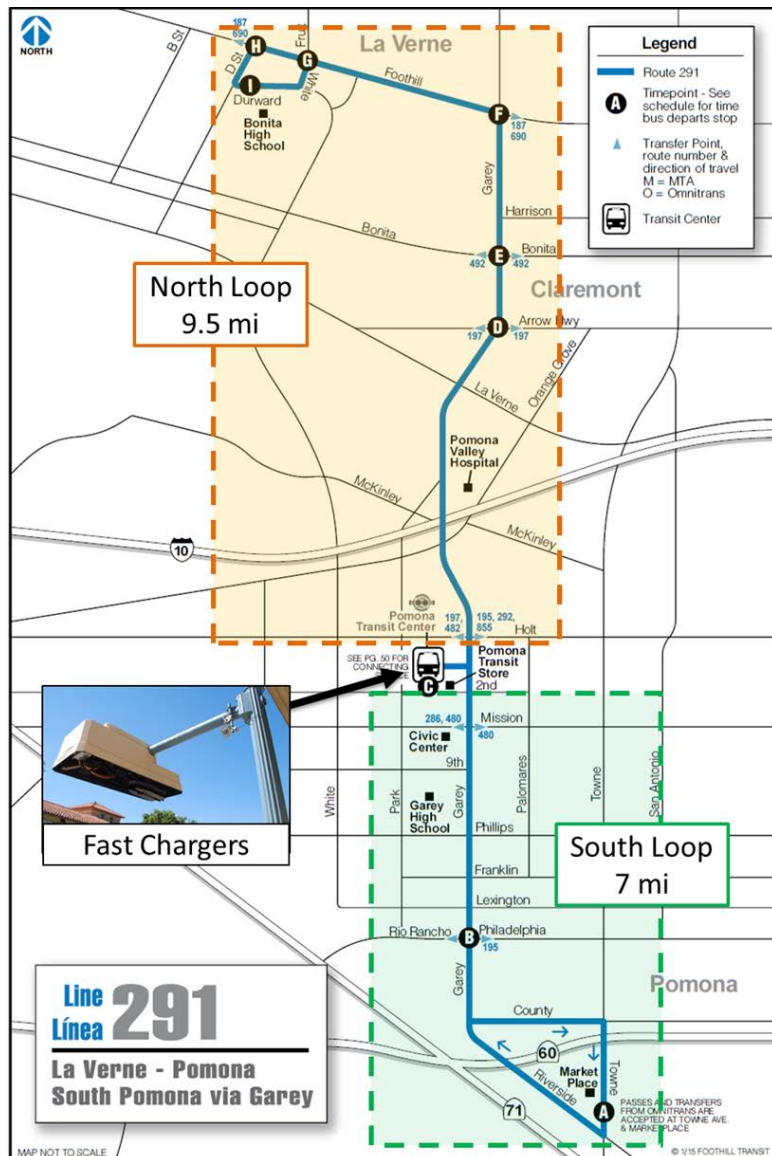 NORTH
B St
D St
187
690
H
Fruit
G
White
I
Durward
Bonita
High
School
La Verne
Foothill
F
187
690
Garey
Harrison
Bonita
E
Bonita
492
492
Claremont
D
Arrow Hwy
197
197
North Loop
9.5 mi
La Verne
Orange Grove
Pomona
Valley
Hospital
McKinley
McKinley
10
Legend
Route 291
A
Timepoint - See
schedule for time
bus departs stop
Transfer Point,
route number &
direction of travel
M = MTA
O = Omnitrans
Transit Center
Pomona
Transit Center
197,
482
195, 292,
855
Holt
SEE PG. 50 FOR
CONNECTING
C
Pomona
Transit
Store
2nd
286, 480
Mission
480
Civic
Center
9th
White
Park
Garey
Palomares
Towne
San Antonio
Garey
High
School
Phillips
Fast Chargers
South Loop
7 mi
Franklin
Lexington
Rio Rancho
B
Philadelphia
195
Garey
Pomona
County
60
Riverside
Market
Place
Towne
71
A
PASSES AND TRANSFERS
FROM OMNITRANS ARE
ACCEPTED AT TOWNE AVE.
Line
Línea
291
La Verne - Pomona
South Pomona via Garey
MAP NOT TO SCALE
© 1/15 FOOTHILL TRANSIT